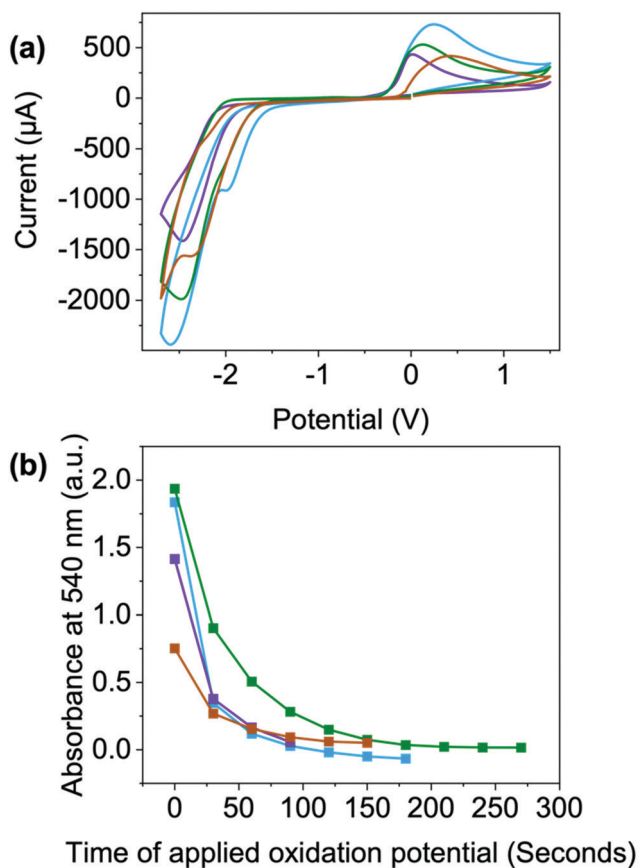 (a)
500
0
-500
-1000
-1500
-2000
Current (µA)
-2 -1 0 1
Potential (V)
(b)
2.0
1.5
1.0
0.5
0.0
Absorbance at 540 nm (a.u.)
0 50 100 150 200 250 300
Time of applied oxidation potential (Seconds)